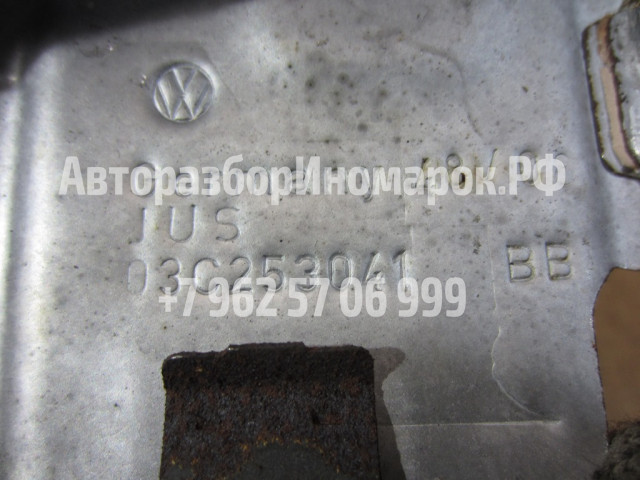 VW
АвторазборИномарок.РФ
JUS
03C253041 BB
+7 962 57 06 999